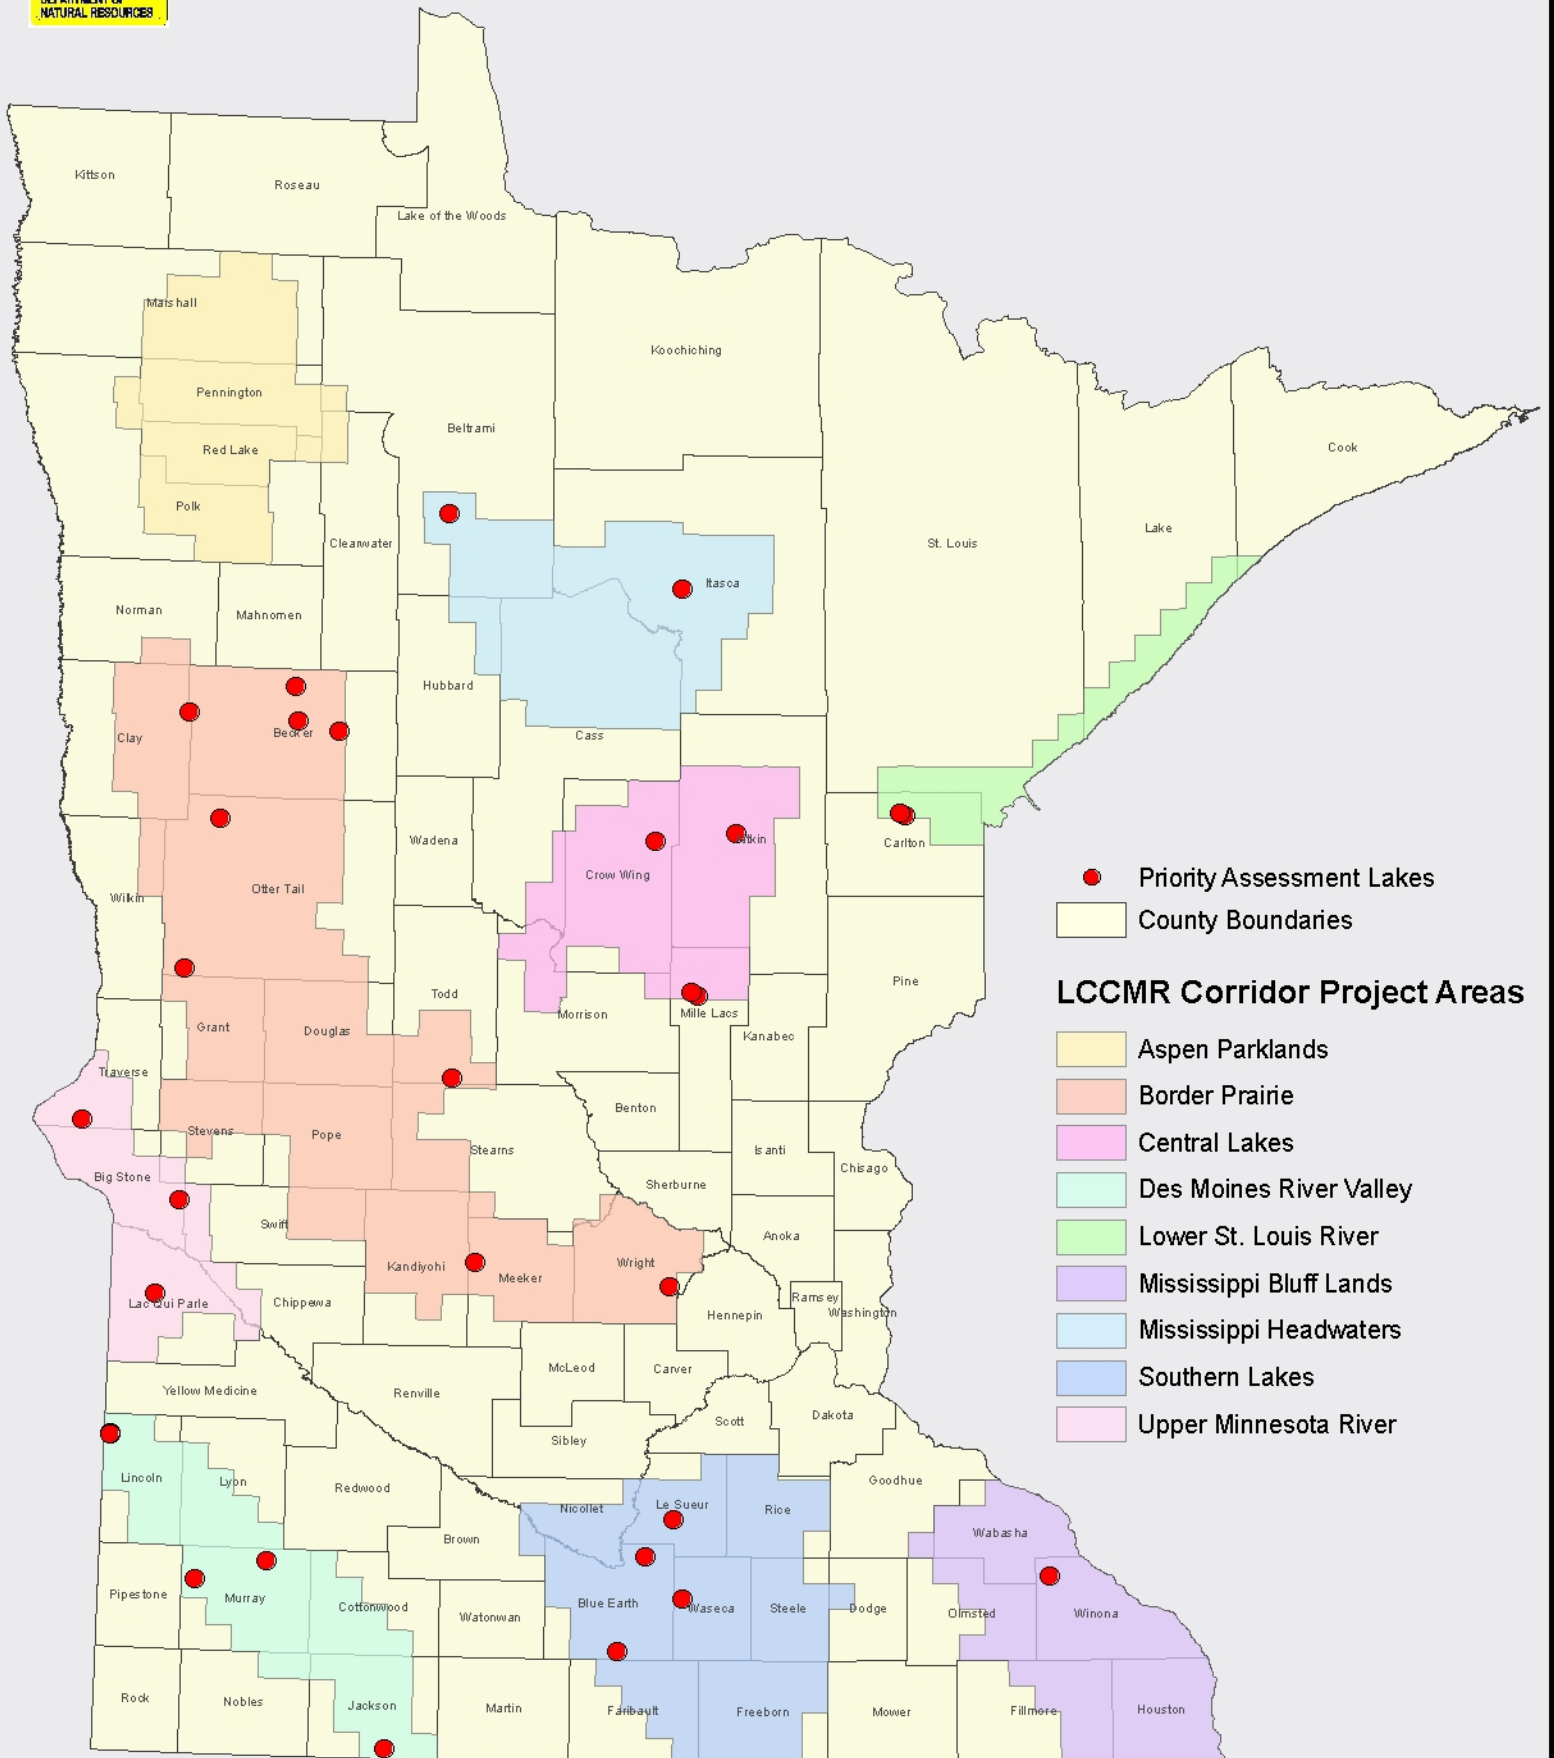 DEPARTMENT OF
NATURAL RESOURCES
Kittson
Roseau
Lake of the Woods
Marshall
Koochiching
Pennington
Beltrami
Red Lake
Cook
Polk
Lake
Clearwater
St. Louis
Itasca
Norman
Mahnomen
Hubbard
Clay
Becker
Cass
Wadena
Aitkin
Carlton
Crow Wing
Otter Tail
Wilkin
Pine
Todd
Morrison
Mille Lacs
Grant
Douglas
Kanabec
Traverse
Benton
Stevens
Pope
Stearns
Isanti
Chisago
Big Stone
Sherburne
Swift
Anoka
Kandiyohi
Meeker
Wright
Lac Qui Parle
Chippewa
Hennepin
Ramsey
Washington
McLeod
Carver
Yellow Medicine
Renville
Scott
Dakota
Sibley
Lincoln
Lyon
Redwood
Goodhue
Nicollet
Le Sueur
Rice
Brown
Wabasha
Pipestone
Murray
Cottonwood
Watonwan
Blue Earth
Waseca
Steele
Dodge
Olmsted
Winona
Rock
Nobles
Jackson
Martin
Faribault
Freeborn
Mower
Fillmore
Houston
Priority Assessment Lakes
County Boundaries
LCCMR Corridor Project Areas
Aspen Parklands
Border Prairie
Central Lakes
Des Moines River Valley
Lower St. Louis River
Mississippi Bluff Lands
Mississippi Headwaters
Southern Lakes
Upper Minnesota River